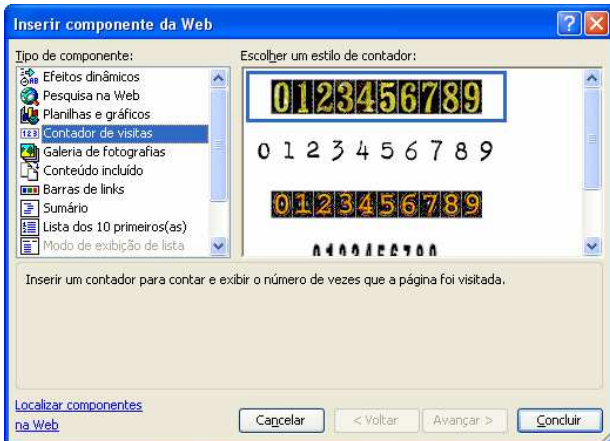 Inserir componente da Web
Tipo de componente:
Efeitos dinâmicos
Pesquisa na Web
Planilhas e gráficos
Contador de visitas
Galeria de fotografias
Conteúdo incluído
Barras de links
Sumário
Lista dos 10 primeiros(as)
Modo de exibição de lista
Escolher um estilo de contador:
0123456789
0 1 2 3 4 5 6 7 8 9
0123456789
0123456789
Inserir um contador para contar e exibir o número de vezes que a página foi visitada.
Localizar componentes
na Web
Cancelar
< Voltar
Avançar >
Concluir